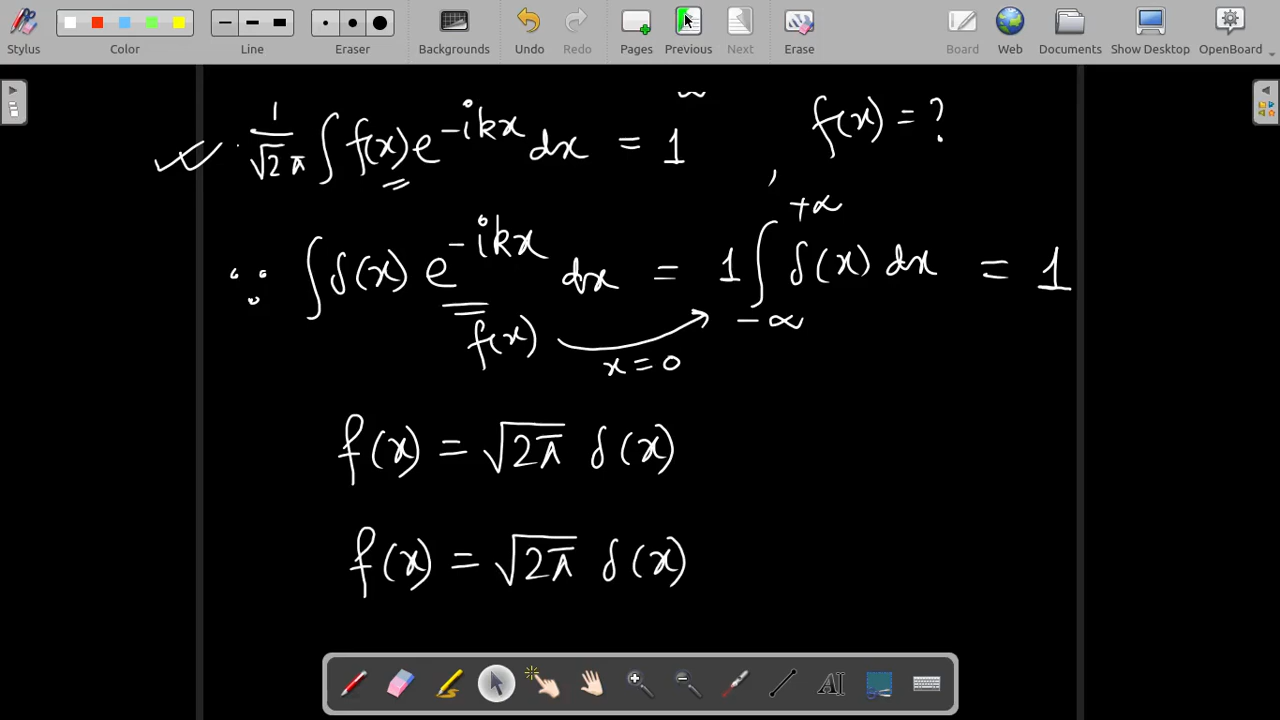 Stylus Color Line Eraser Backgrounds Undo Redo Pages Previous Next Erase Board Web Documents Show Desktop OpenBoard
1/√2π ∫ f(x) e^{-ikx} dx = 1 f(x) = ?
∵ ∫ δ(x) e^{-ikx} dx = 1 ∫_{-∝}^{+∝} δ(x) dx = 1
f(x) x = 0
f(x) = √2π δ(x)
f(x) = √2π δ(x)
AI